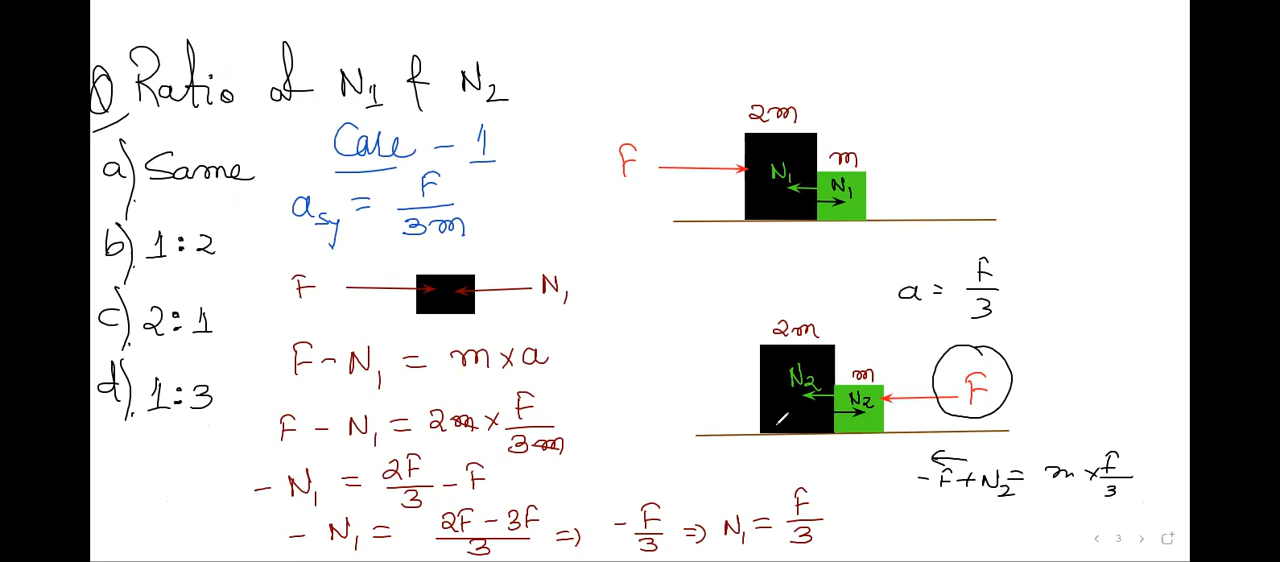 Q Ratio of N1 & N2
a) Same
b) 1:2
c) 2:1
d) 1:3
Case - 1
a_sy = F/3m
F N1
F - N1 = m×a
F - N1 = 2m × F/3m
- N1 = 2F/3 - F
- N1 = 2F - 3F/3 ⇒ -F/3 ⇒ N1 = F/3
2m
F N1 N1 m
a = F/3
2m
N2 N2 m F
-F + N2 = m × F/3
3